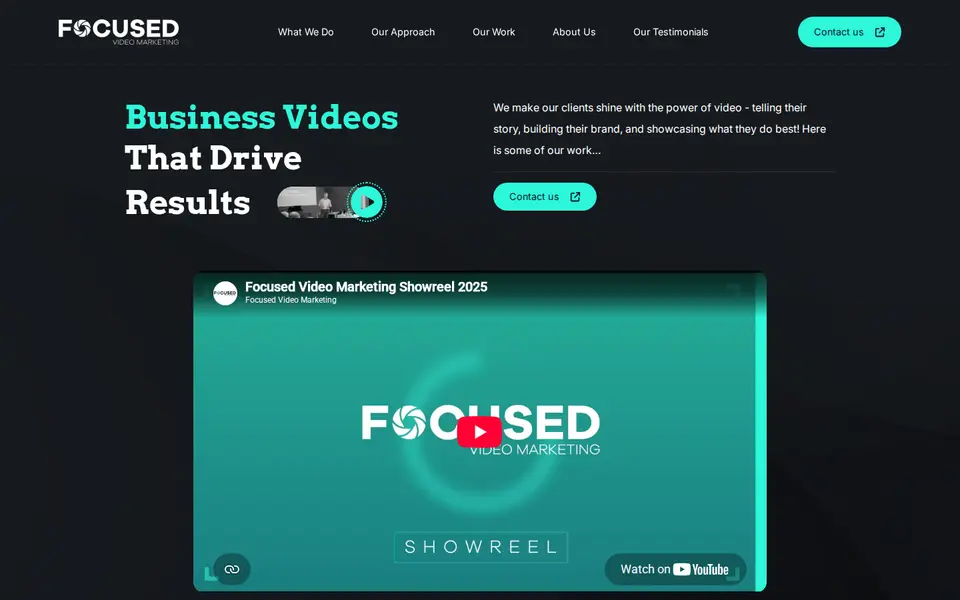 FOCUSED
VIDEO MARKETING
What We Do
Our Approach
Our Work
About Us
Our Testimonials
Contact us
Business Videos
That Drive
Results
We make our clients shine with the power of video - telling their
story, building their brand, and showcasing what they do best! Here
is some of our work...
Contact us
FOCUSED
Focused Video Marketing Showreel 2025
Focused Video Marketing
FOCUSED
VIDEO MARKETING
SHOWREEL
Watch on YouTube